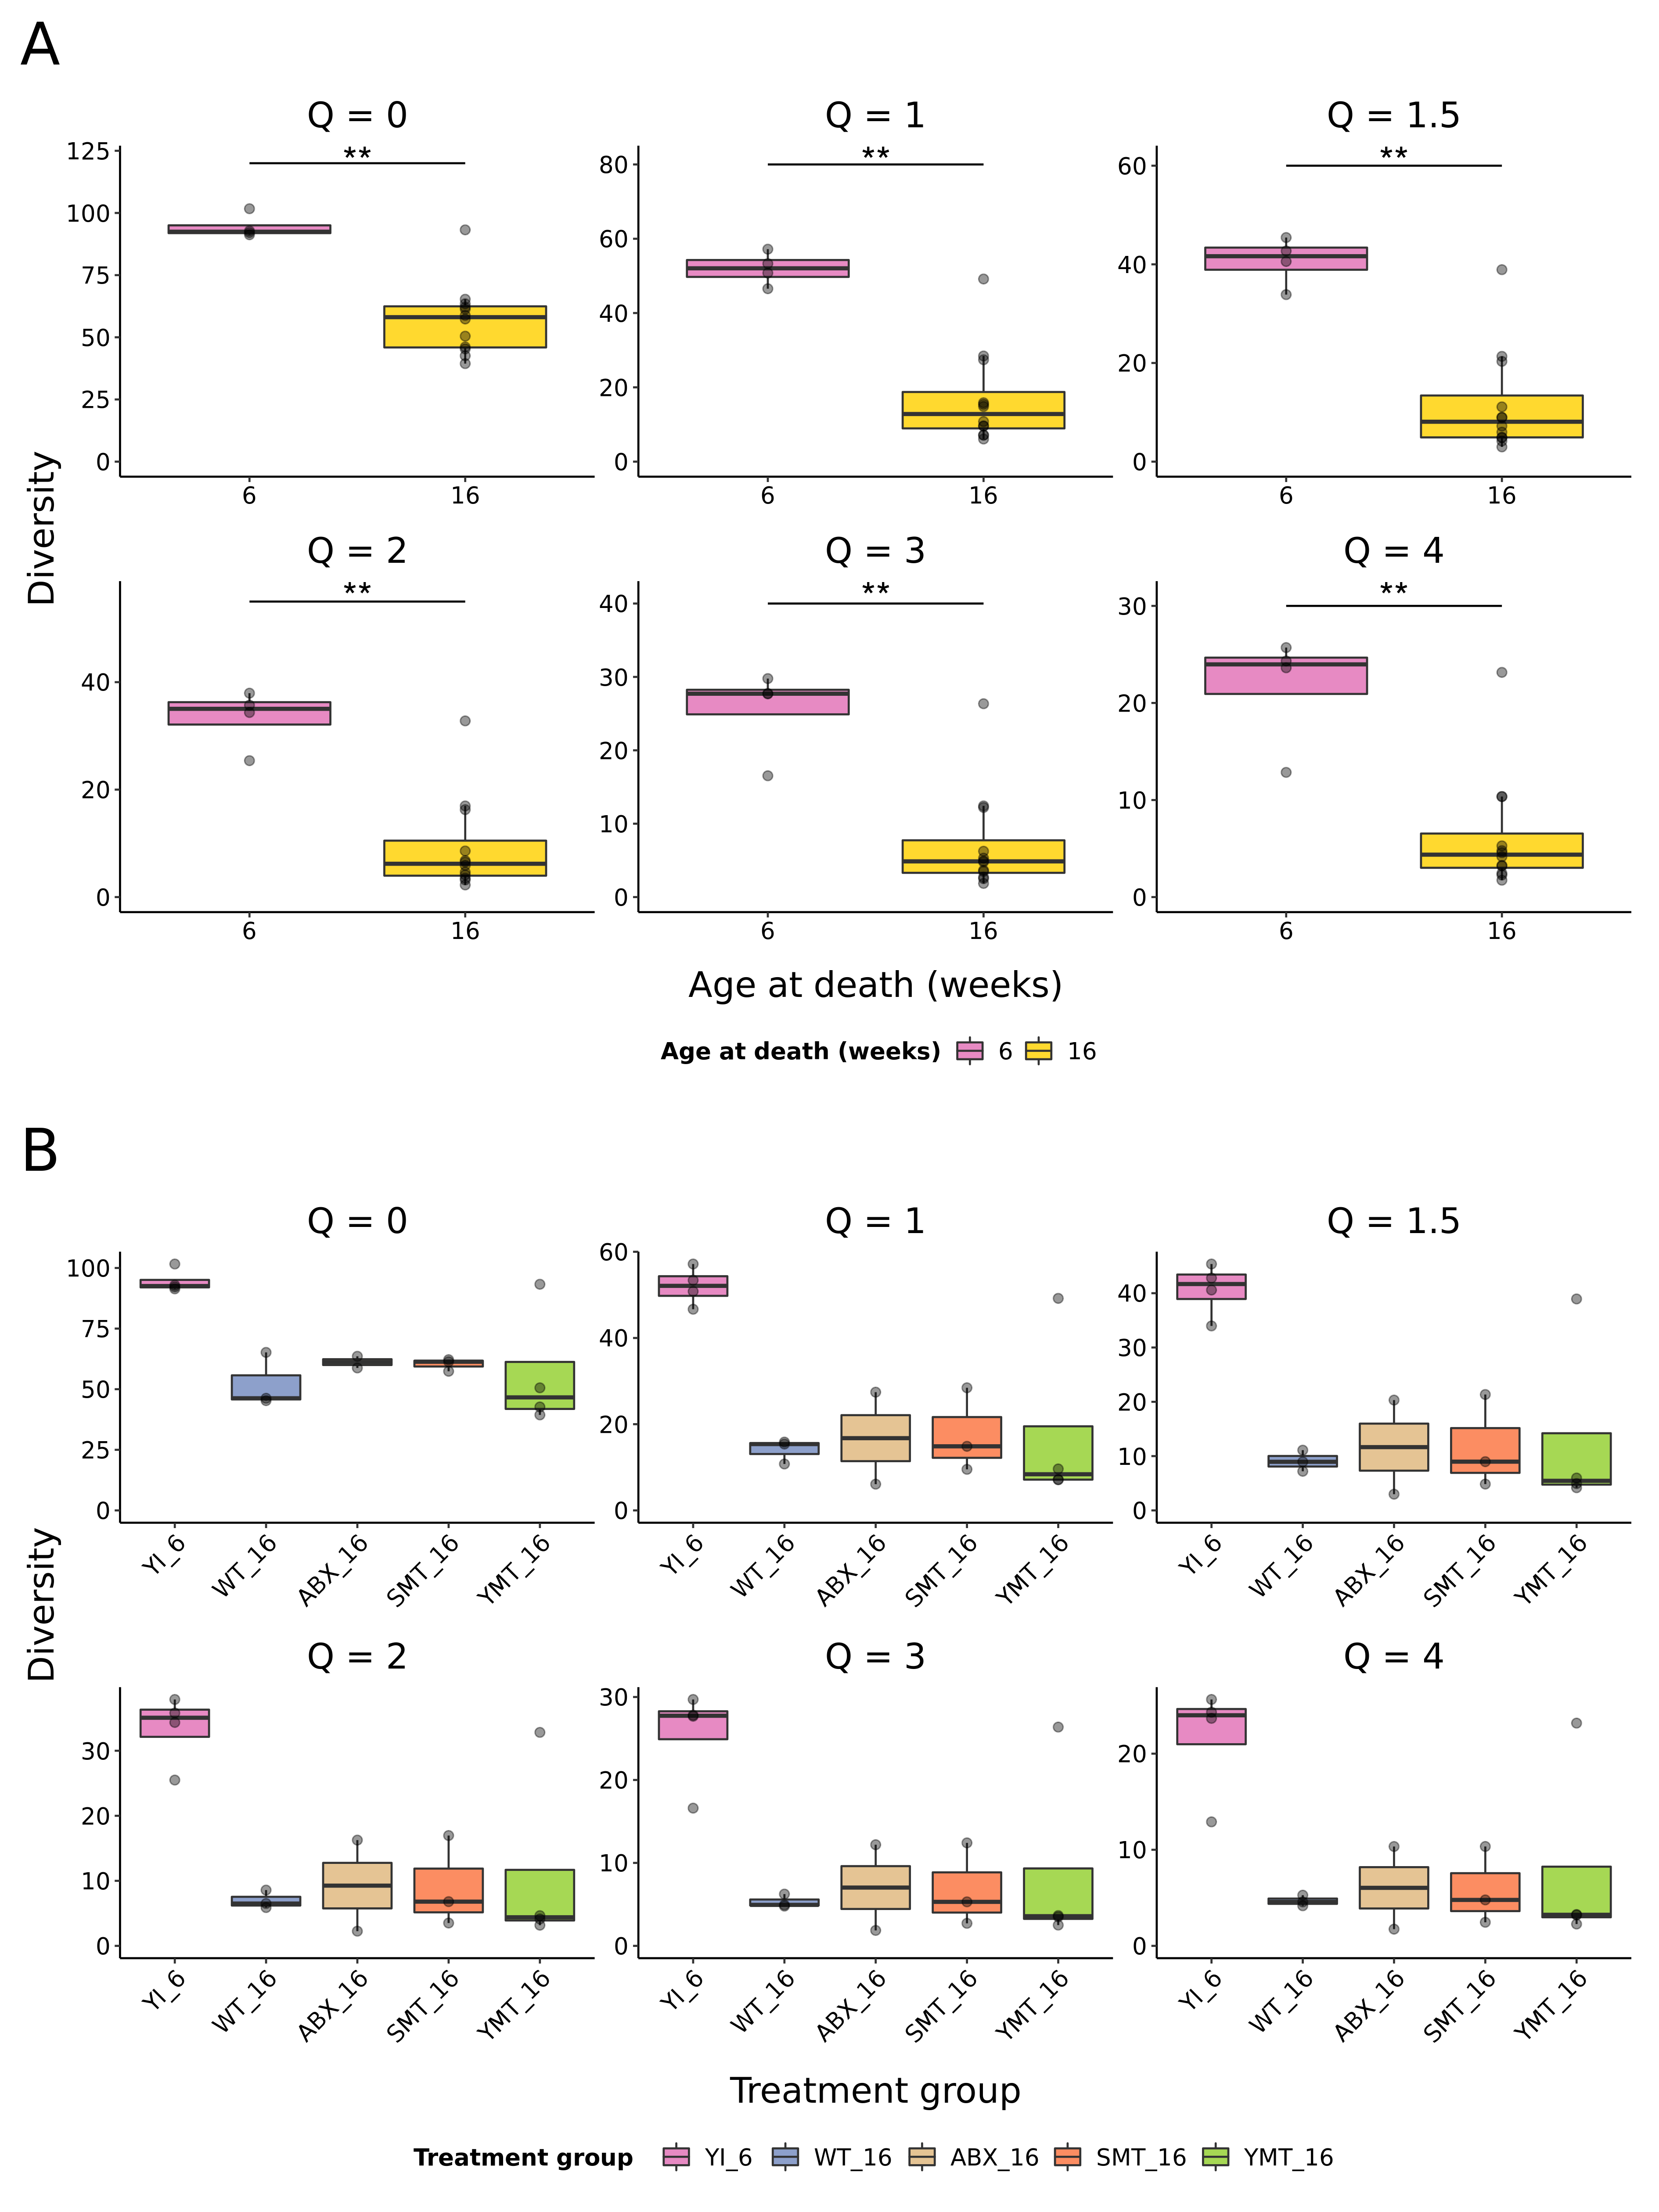 A
Q = 0
Q = 1
Q = 1.5
125
100
75
50
25
0
**
6
16
80
60
40
20
0
**
6
16
60
40
20
0
**
6
16
Diversity
Q = 2
Q = 3
Q = 4
40
20
0
**
6
16
40
30
20
10
0
**
6
16
30
20
10
0
**
6
16
Age at death (weeks)
Age at death (weeks) 6 16
B
Q = 0
Q = 1
Q = 1.5
100
75
50
25
0
YI_6
WT_16
ABX_16
SMT_16
YMT_16
60
40
20
0
YI_6
WT_16
ABX_16
SMT_16
YMT_16
40
30
20
10
0
YI_6
WT_16
ABX_16
SMT_16
YMT_16
Diversity
Q = 2
Q = 3
Q = 4
30
20
10
0
YI_6
WT_16
ABX_16
SMT_16
YMT_16
30
20
10
0
YI_6
WT_16
ABX_16
SMT_16
YMT_16
20
10
0
YI_6
WT_16
ABX_16
SMT_16
YMT_16
Treatment group
Treatment group YI_6 WT_16 ABX_16 SMT_16 YMT_16